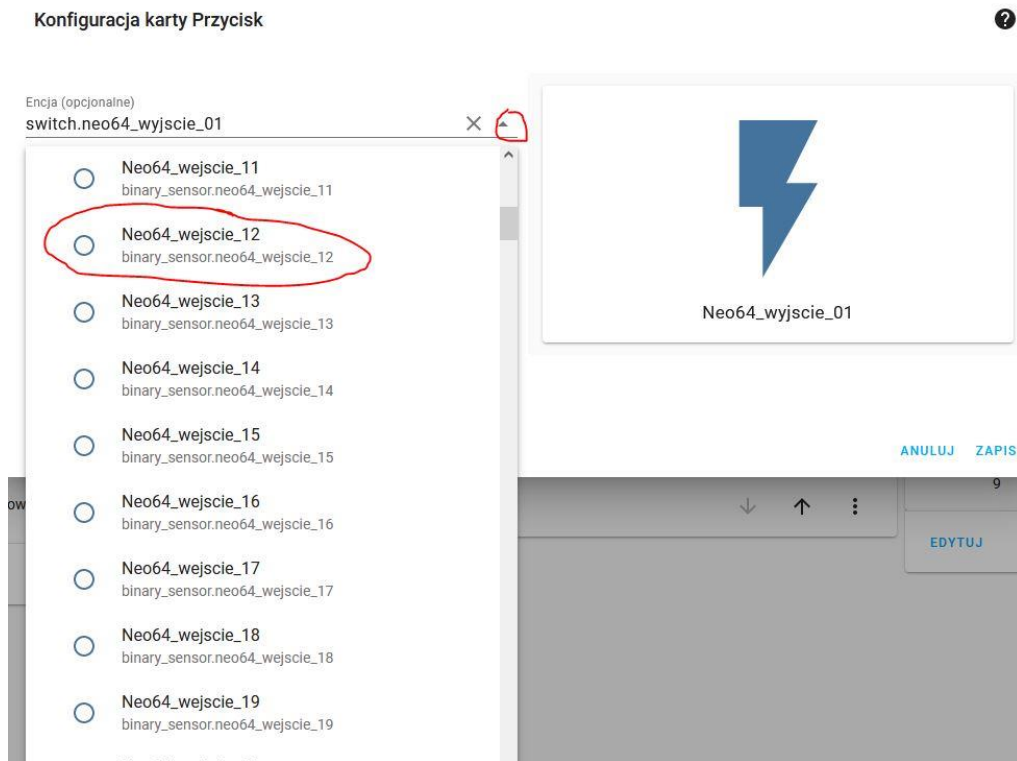 Konfiguracja karty Przycisk
Encja (opcjonalne)
switch.neo64_wyjscie_01
Neo64_wejscie_11
binary_sensor.neo64_wejscie_11
Neo64_wejscie_12
binary_sensor.neo64_wejscie_12
Neo64_wejscie_13
binary_sensor.neo64_wejscie_13
Neo64_wejscie_14
binary_sensor.neo64_wejscie_14
Neo64_wejscie_15
binary_sensor.neo64_wejscie_15
Neo64_wejscie_16
binary_sensor.neo64_wejscie_16
Neo64_wejscie_17
binary_sensor.neo64_wejscie_17
Neo64_wejscie_18
binary_sensor.neo64_wejscie_18
Neo64_wejscie_19
binary_sensor.neo64_wejscie_19
Neo64_wyjscie_01
ANULUJ ZAPIS
ow
9
EDYTUJ